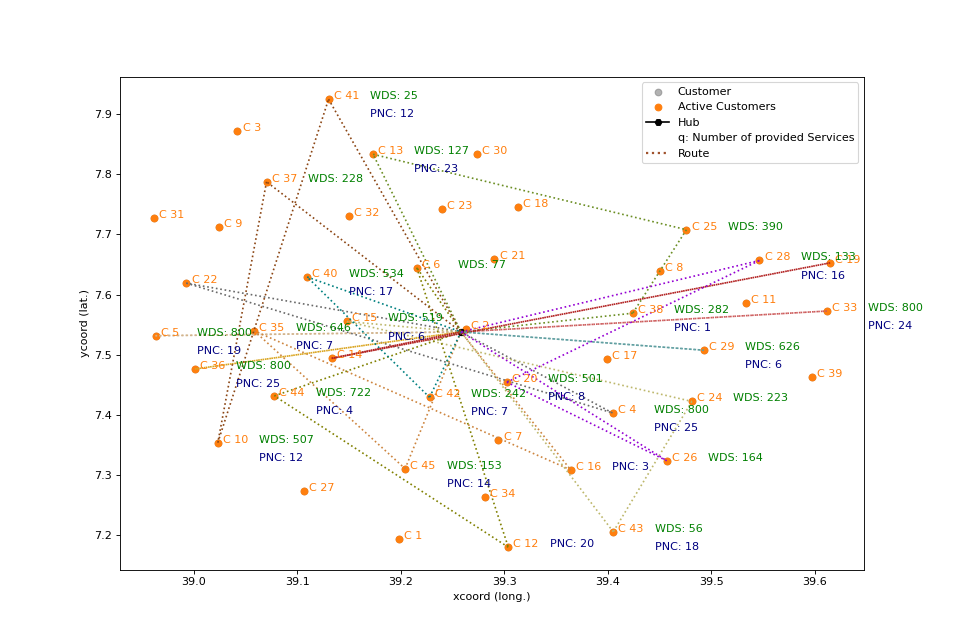 Customer
Active Customers
Hub
q: Number of provided Services
Route
C 41 WDS: 25
PNC: 12
C 3
C 13 WDS: 127
PNC: 23
C 30
C 37 WDS: 228
C 31
C 9
C 32
C 23
C 18
C 25 WDS: 390
C 21
C 28 WDS: 133
PNC: 16
C 19
C 6 WDS: 77
C 8
C 22
C 40 WDS: 534
PNC: 17
C 11
C 33 WDS: 800
PNC: 24
C 38 WDS: 282
PNC: 1
C 15 WDS: 519
PNC: 6
C 2
C 5 WDS: 800
PNC: 19
C 35 WDS: 646
PNC: 7
C 14
C 17
C 29 WDS: 626
PNC: 6
C 36 WDS: 800
PNC: 25
C 20 WDS: 501
PNC: 8
C 39
C 44 WDS: 722
PNC: 4
C 42 WDS: 242
PNC: 7
C 4 WDS: 800
PNC: 25
C 24 WDS: 223
C 10 WDS: 507
PNC: 12
C 7
C 45 WDS: 153
PNC: 14
C 16 PNC: 3
C 26 WDS: 164
C 27
C 34
C 1
C 12 PNC: 20
C 43 WDS: 56
PNC: 18
7.9
7.8
7.7
7.6
7.5
7.4
7.3
7.2
ycoord (lat.)
39.0 39.1 39.2 39.3 39.4 39.5 39.6
xcoord (long.)